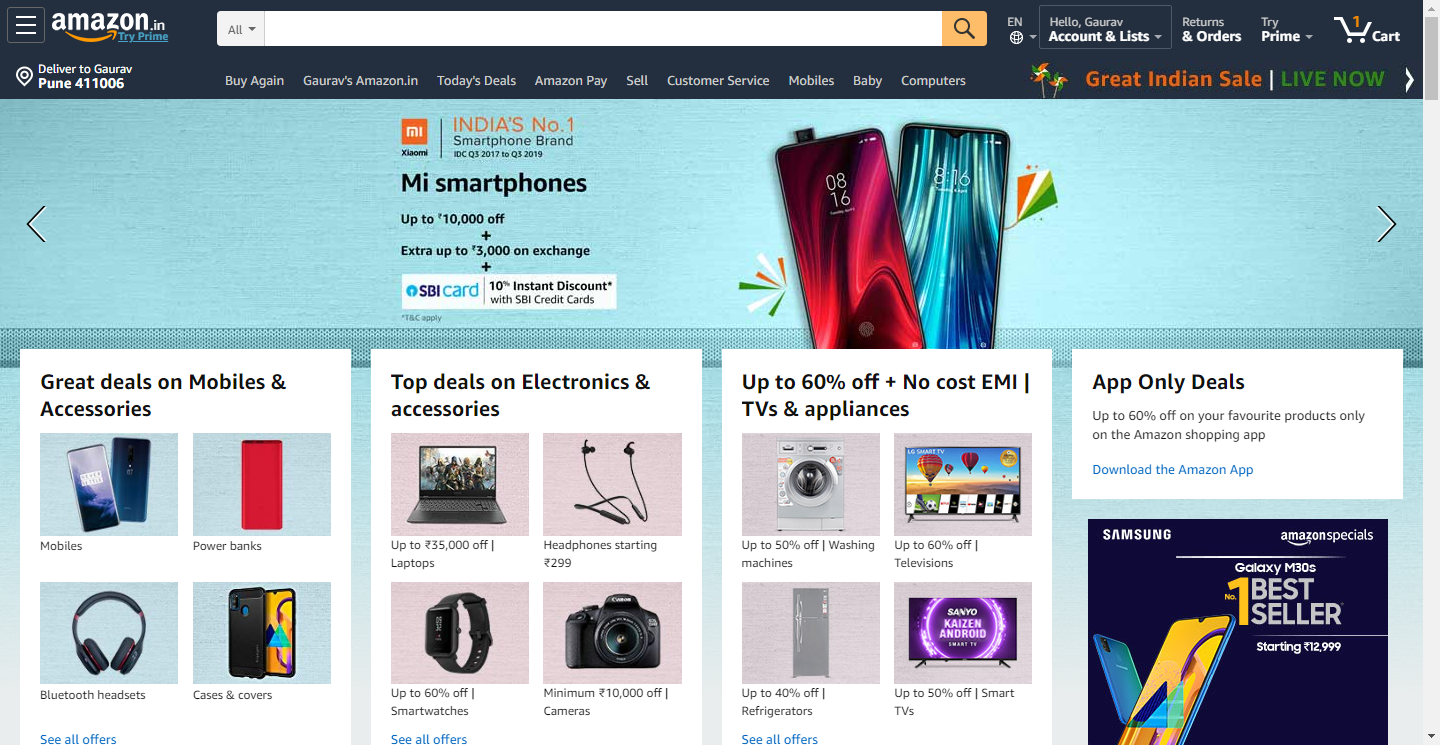 amazon.in
Try Prime
All
EN
Hello, Gaurav
Account & Lists
Returns
& Orders
Try
Prime
1
Cart
Deliver to Gaurav
Pune 411006
Buy Again
Gaurav's Amazon.in
Today's Deals
Amazon Pay
Sell
Customer Service
Mobiles
Baby
Computers
Great Indian Sale | LIVE NOW
mi
Xiaomi
INDIA'S No.1
Smartphone Brand
IDC Q3 2017 to Q3 2019
Mi smartphones
Up to ₹10,000 off
+
Extra up to ₹3,000 on exchange
+
SBI card
10% Instant Discount*
with SBI Credit Cards
*T&C apply
08
16
8:16
Great deals on Mobiles &
Accessories
Mobiles
Power banks
Bluetooth headsets
Cases & covers
See all offers
Top deals on Electronics &
accessories
Up to ₹35,000 off |
Laptops
Headphones starting
₹299
Canon
Up to 60% off |
Smartwatches
Minimum ₹10,000 off |
Cameras
See all offers
Up to 60% off + No cost EMI |
TVs & appliances
LG SMART TV
Up to 50% off | Washing
machines
Up to 60% off |
Televisions
SANYO
KAIZEN
ANDROID
SMART TV
Up to 40% off |
Refrigerators
Up to 50% off | Smart
TVs
See all offers
App Only Deals
Up to 60% off on your favourite products only
on the Amazon shopping app
Download the Amazon App
SAMSUNG
amazonspecials
Galaxy M30s
No. 1 BEST
SELLER
Starting ₹12,999